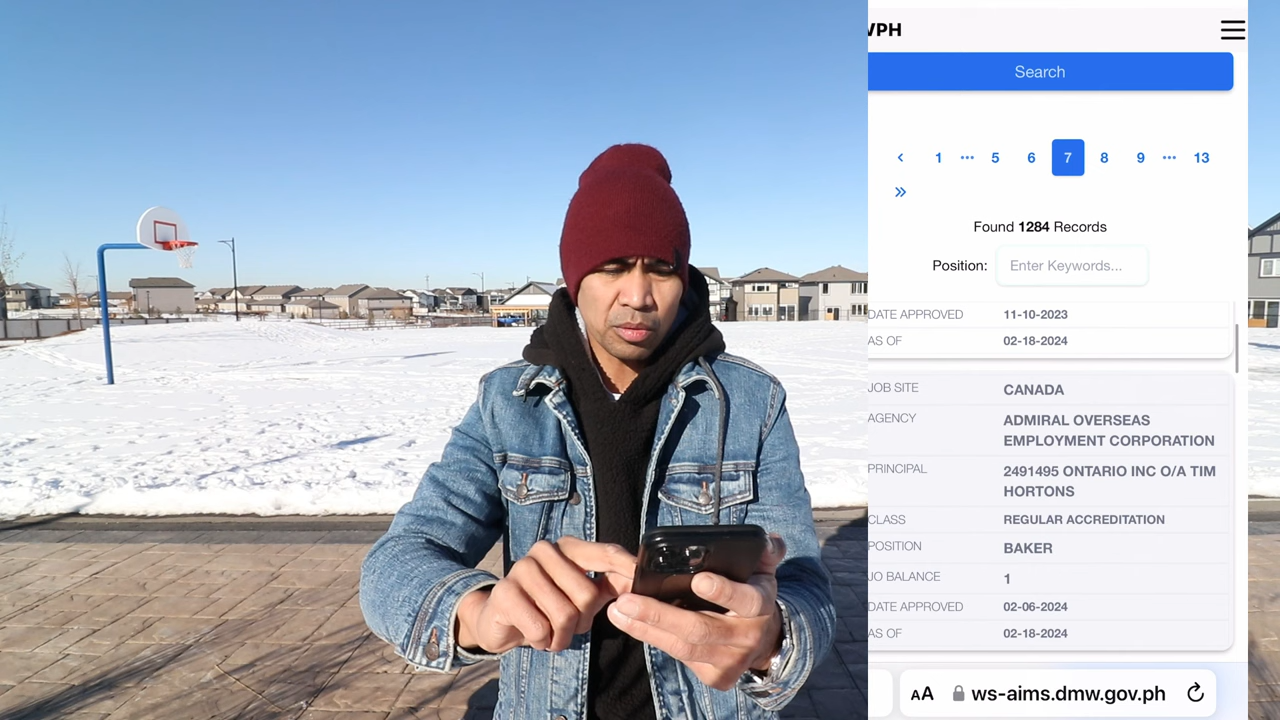 VPH
Search
‹ 1 ••• 5 6 7 8 9 ••• 13
»
Found 1284 Records
Position: Enter Keywords...
DATE APPROVED 11-10-2023
AS OF 02-18-2024
JOB SITE CANADA
AGENCY ADMIRAL OVERSEAS
EMPLOYMENT CORPORATION
PRINCIPAL 2491495 ONTARIO INC O/A TIM
HORTONS
CLASS REGULAR ACCREDITATION
POSITION BAKER
JO BALANCE 1
DATE APPROVED 02-06-2024
AS OF 02-18-2024
AA ws-aims.dmw.gov.ph